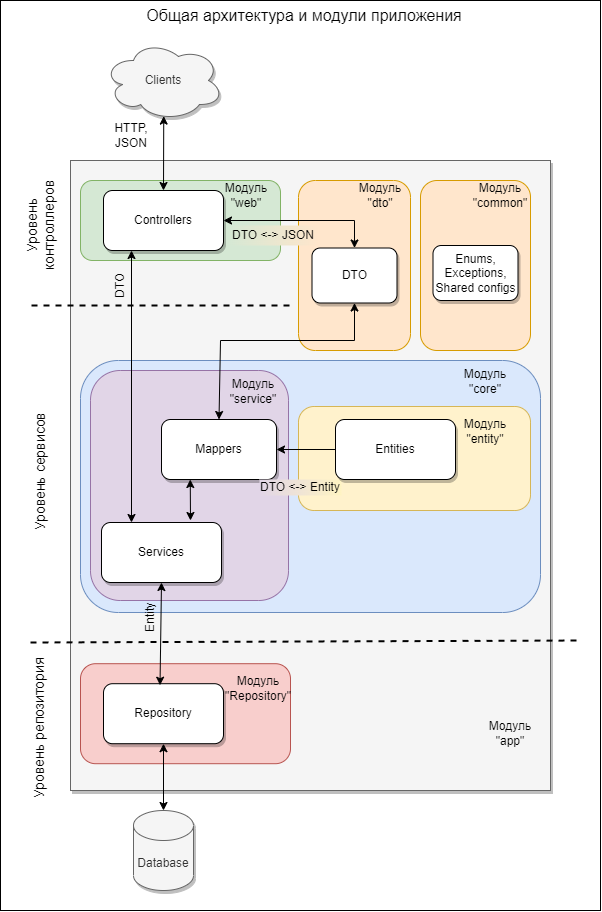 Общая архитектура и модули приложения
Clients
HTTP,
JSON
Уровень
контроллеров
Модуль
"web"
Controllers
Модуль
"dto"
Модуль
"common"
DTO <-> JSON
DTO
Enums,
Exceptions,
Shared configs
DTO
Уровень сервисов
Модуль
"service"
Модуль
"core"
Mappers
Модуль
"entity"
Entities
DTO <-> Entity
Services
Entity
Уровень репозитория
Модуль
"Repository"
Repository
Модуль
"app"
Database